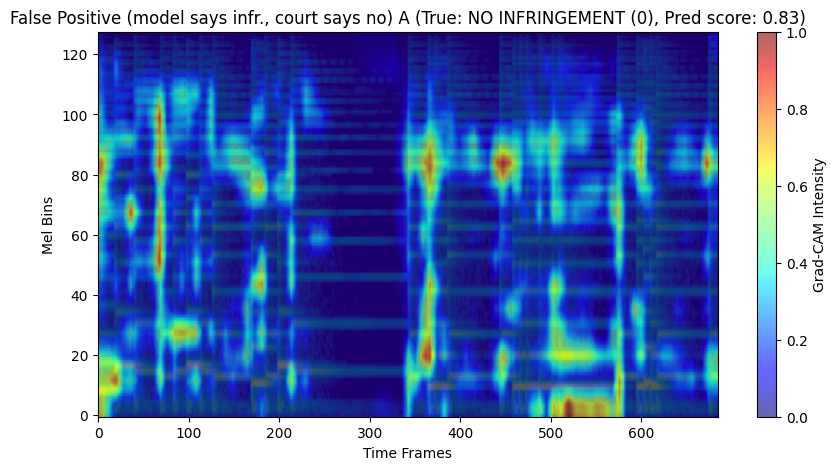 False Positive (model says infr., court says no) A (True: NO INFRINGEMENT (0), Pred score: 0.83)
Mel Bins
120
100
80
60
40
20
0
0 100 200 300 400 500 600
Time Frames
1.0
0.8
0.6
0.4
0.2
0.0
Grad-CAM Intensity